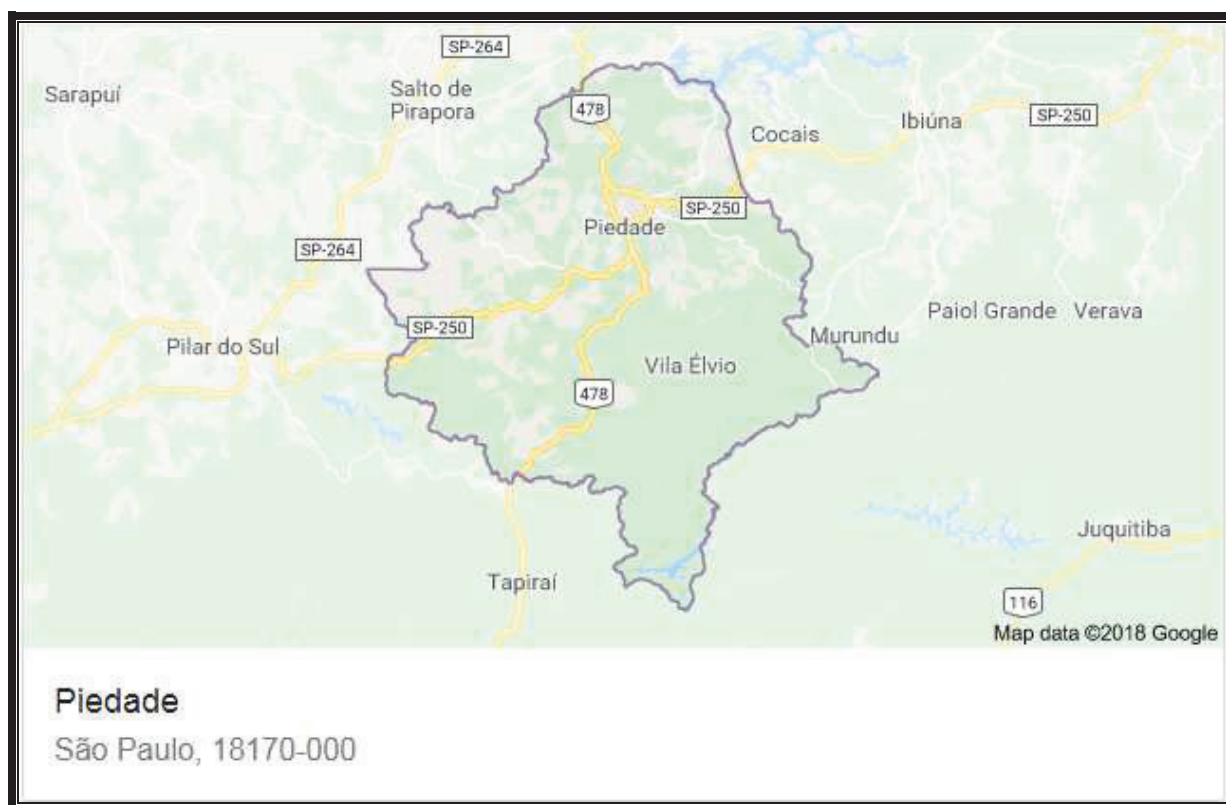 SP-264
Sarapuí
Salto de
Pirapora
478
Cocais
Ibiúna
SP-250
SP-250
Piedade
SP-264
SP-250
Paiol Grande
Verava
Pilar do Sul
Murundu
Vila Élvio
478
Juquitiba
Tapiraí
116
Map data ©2018 Google
Piedade
São Paulo, 18170-000